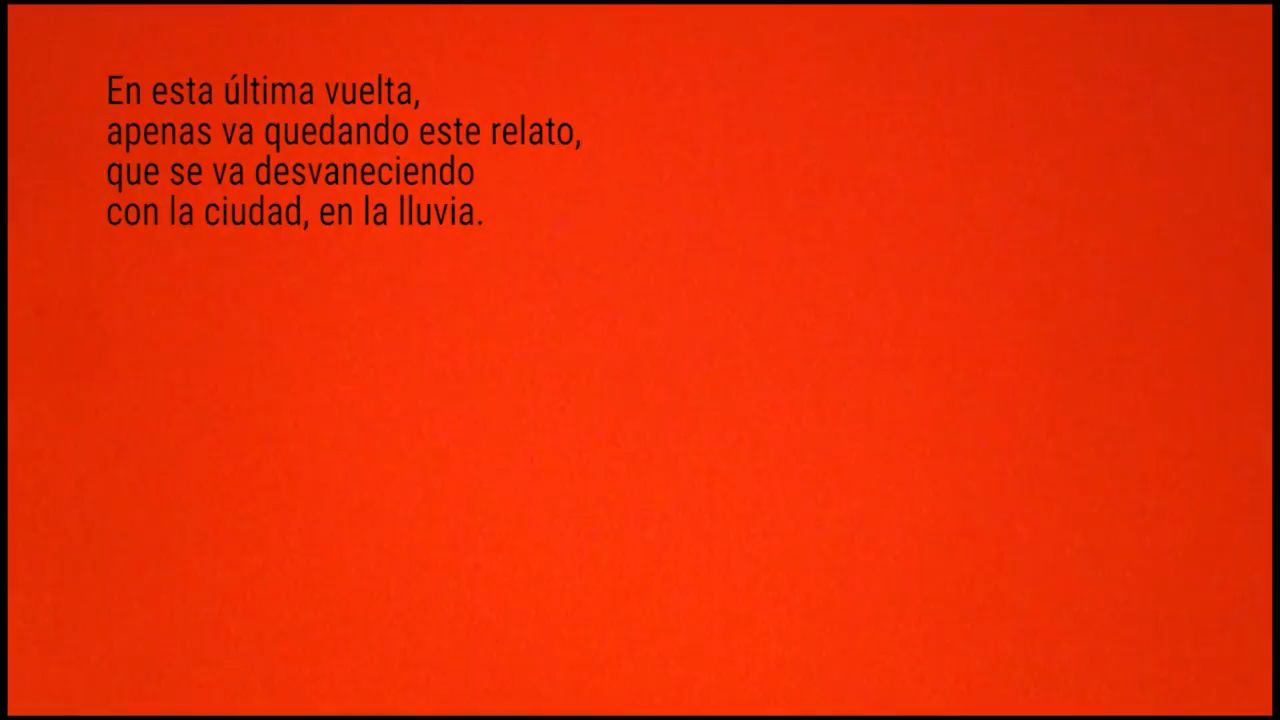 En esta última vuelta,
apenas va quedando este relato,
que se va desvaneciendo
con la ciudad, en la lluvia.